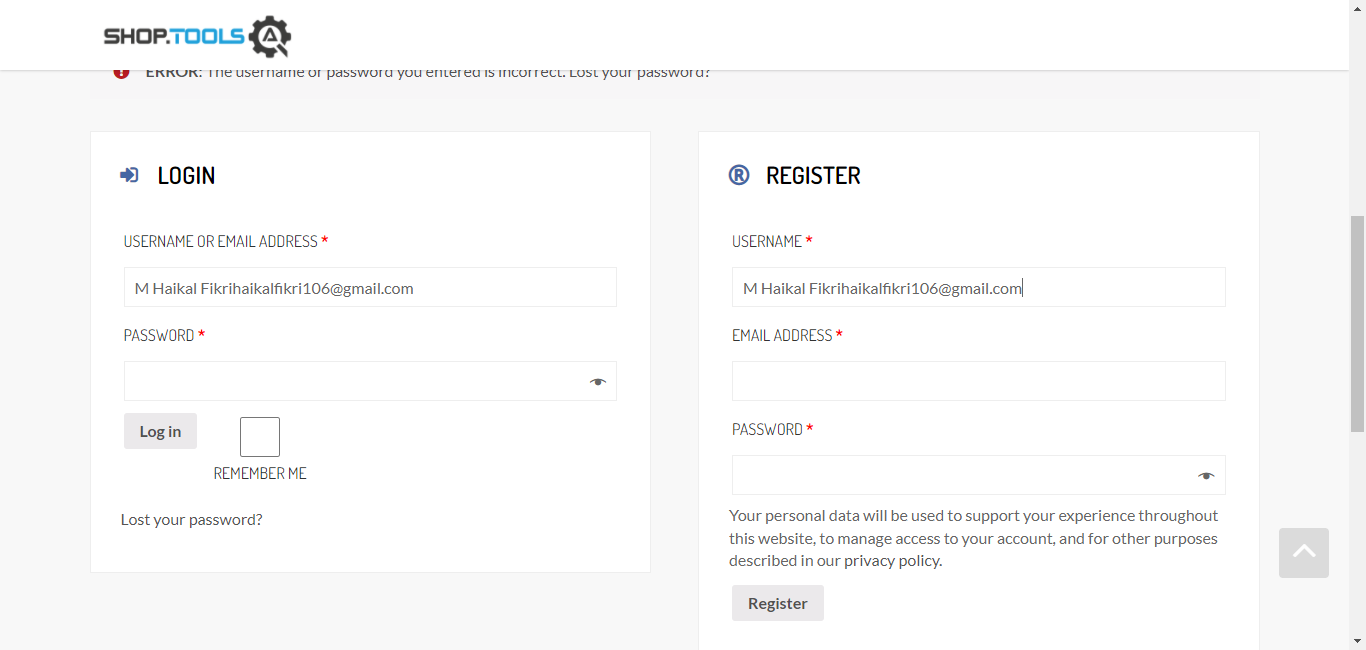 SHOP.TOOLS
ERROR: The username or password you entered is incorrect. Lost your password?
LOGIN
USERNAME OR EMAIL ADDRESS *
M Haikal Fikrihaikalfikri106@gmail.com
PASSWORD *
Log in
REMEMBER ME
Lost your password?
REGISTER
USERNAME *
M Haikal Fikrihaikalfikri106@gmail.com
EMAIL ADDRESS *
PASSWORD *
Your personal data will be used to support your experience throughout
this website, to manage access to your account, and for other purposes
described in our privacy policy.
Register